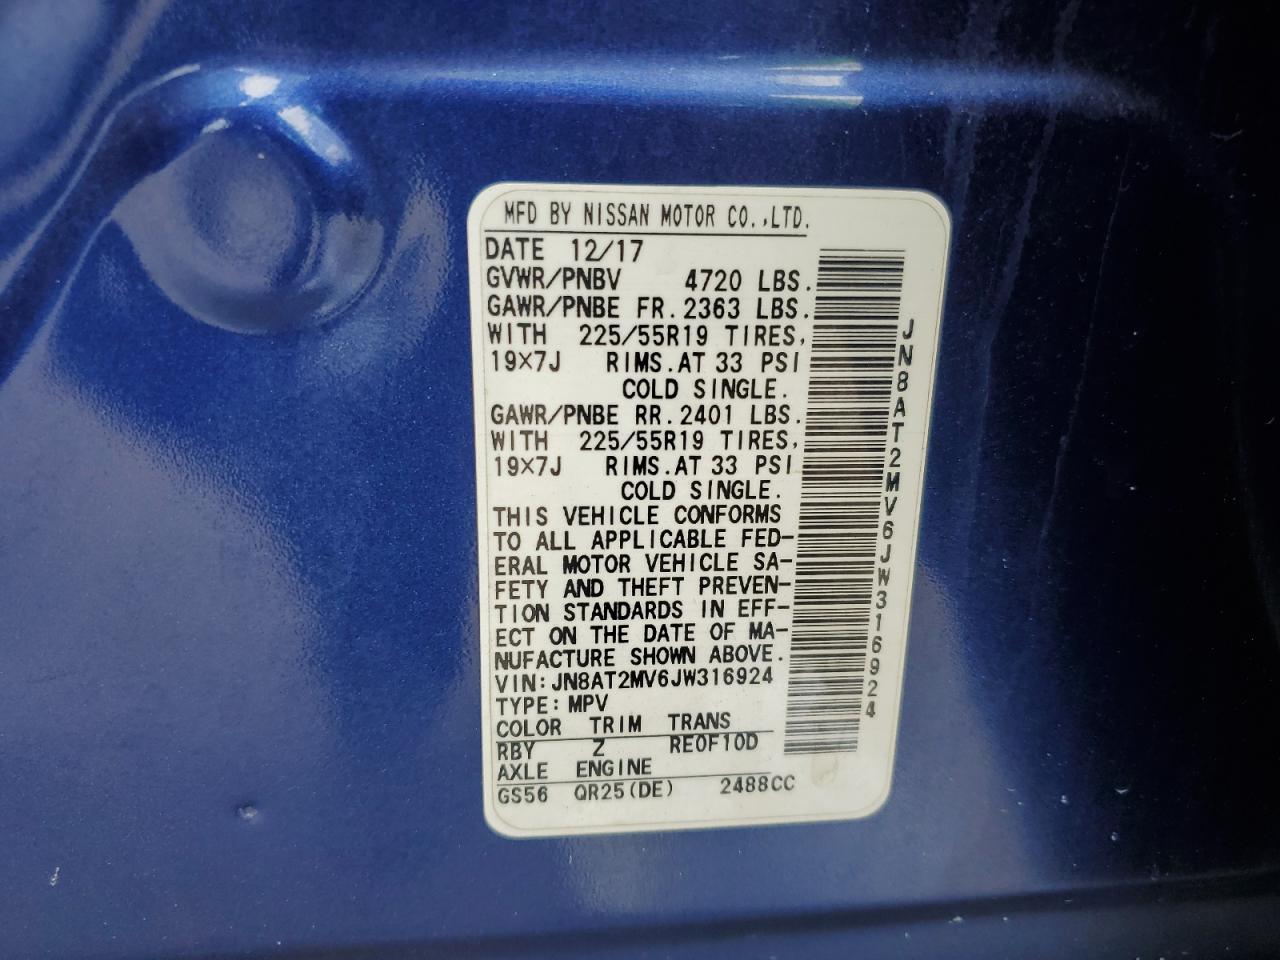 MFD BY NISSAN MOTOR CO.,LTD.
DATE 12/17
GVWR/PNBV 4720 LBS.
GAWR/PNBE FR.2363 LBS.
WITH 225/55R19 TIRES,
19×7J RIMS.AT 33 PSI
COLD SINGLE.
GAWR/PNBE RR.2401 LBS.
WITH 225/55R19 TIRES,
19×7J RIMS.AT 33 PSI
COLD SINGLE.
THIS VEHICLE CONFORMS
TO ALL APPLICABLE FED-
ERAL MOTOR VEHICLE SA-
FETY AND THEFT PREVEN-
TION STANDARDS IN EFF-
ECT ON THE DATE OF MA-
NUFACTURE SHOWN ABOVE.
VIN:JN8AT2MV6JW316924
TYPE:MPV
COLOR TRIM TRANS
RBY Z RE0F10D
AXLE ENGINE
GS56 QR25(DE) 2488CC
JN8AT2MV6JW316924